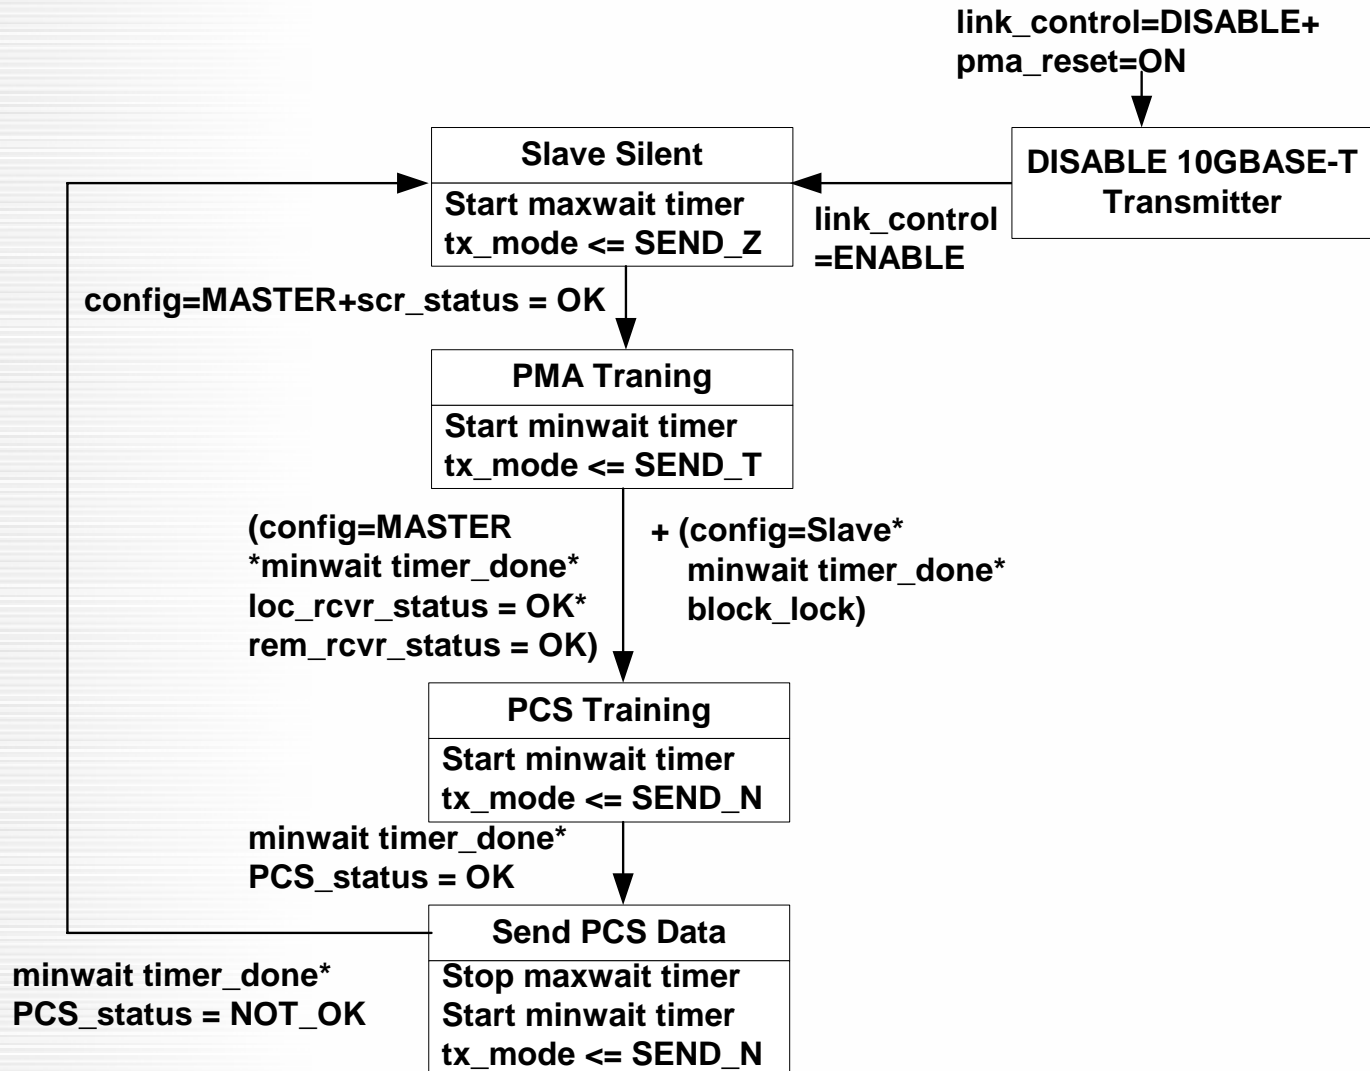 link_control=DISABLE+
pma_reset=ON
Slave Silent
Start maxwait timer
tx_mode <= SEND_Z
DISABLE 10GBASE-T
Transmitter
link_control
=ENABLE
config=MASTER+scr_status = OK
PMA Traning
Start minwait timer
tx_mode <= SEND_T
(config=MASTER
*minwait timer_done*
loc_rcvr_status = OK*
rem_rcvr_status = OK)
+ (config=Slave*
minwait timer_done*
block_lock)
PCS Training
Start minwait timer
tx_mode <= SEND_N
minwait timer_done*
PCS_status = OK
Send PCS Data
Stop maxwait timer
Start minwait timer
tx_mode <= SEND_N
minwait timer_done*
PCS_status = NOT_OK